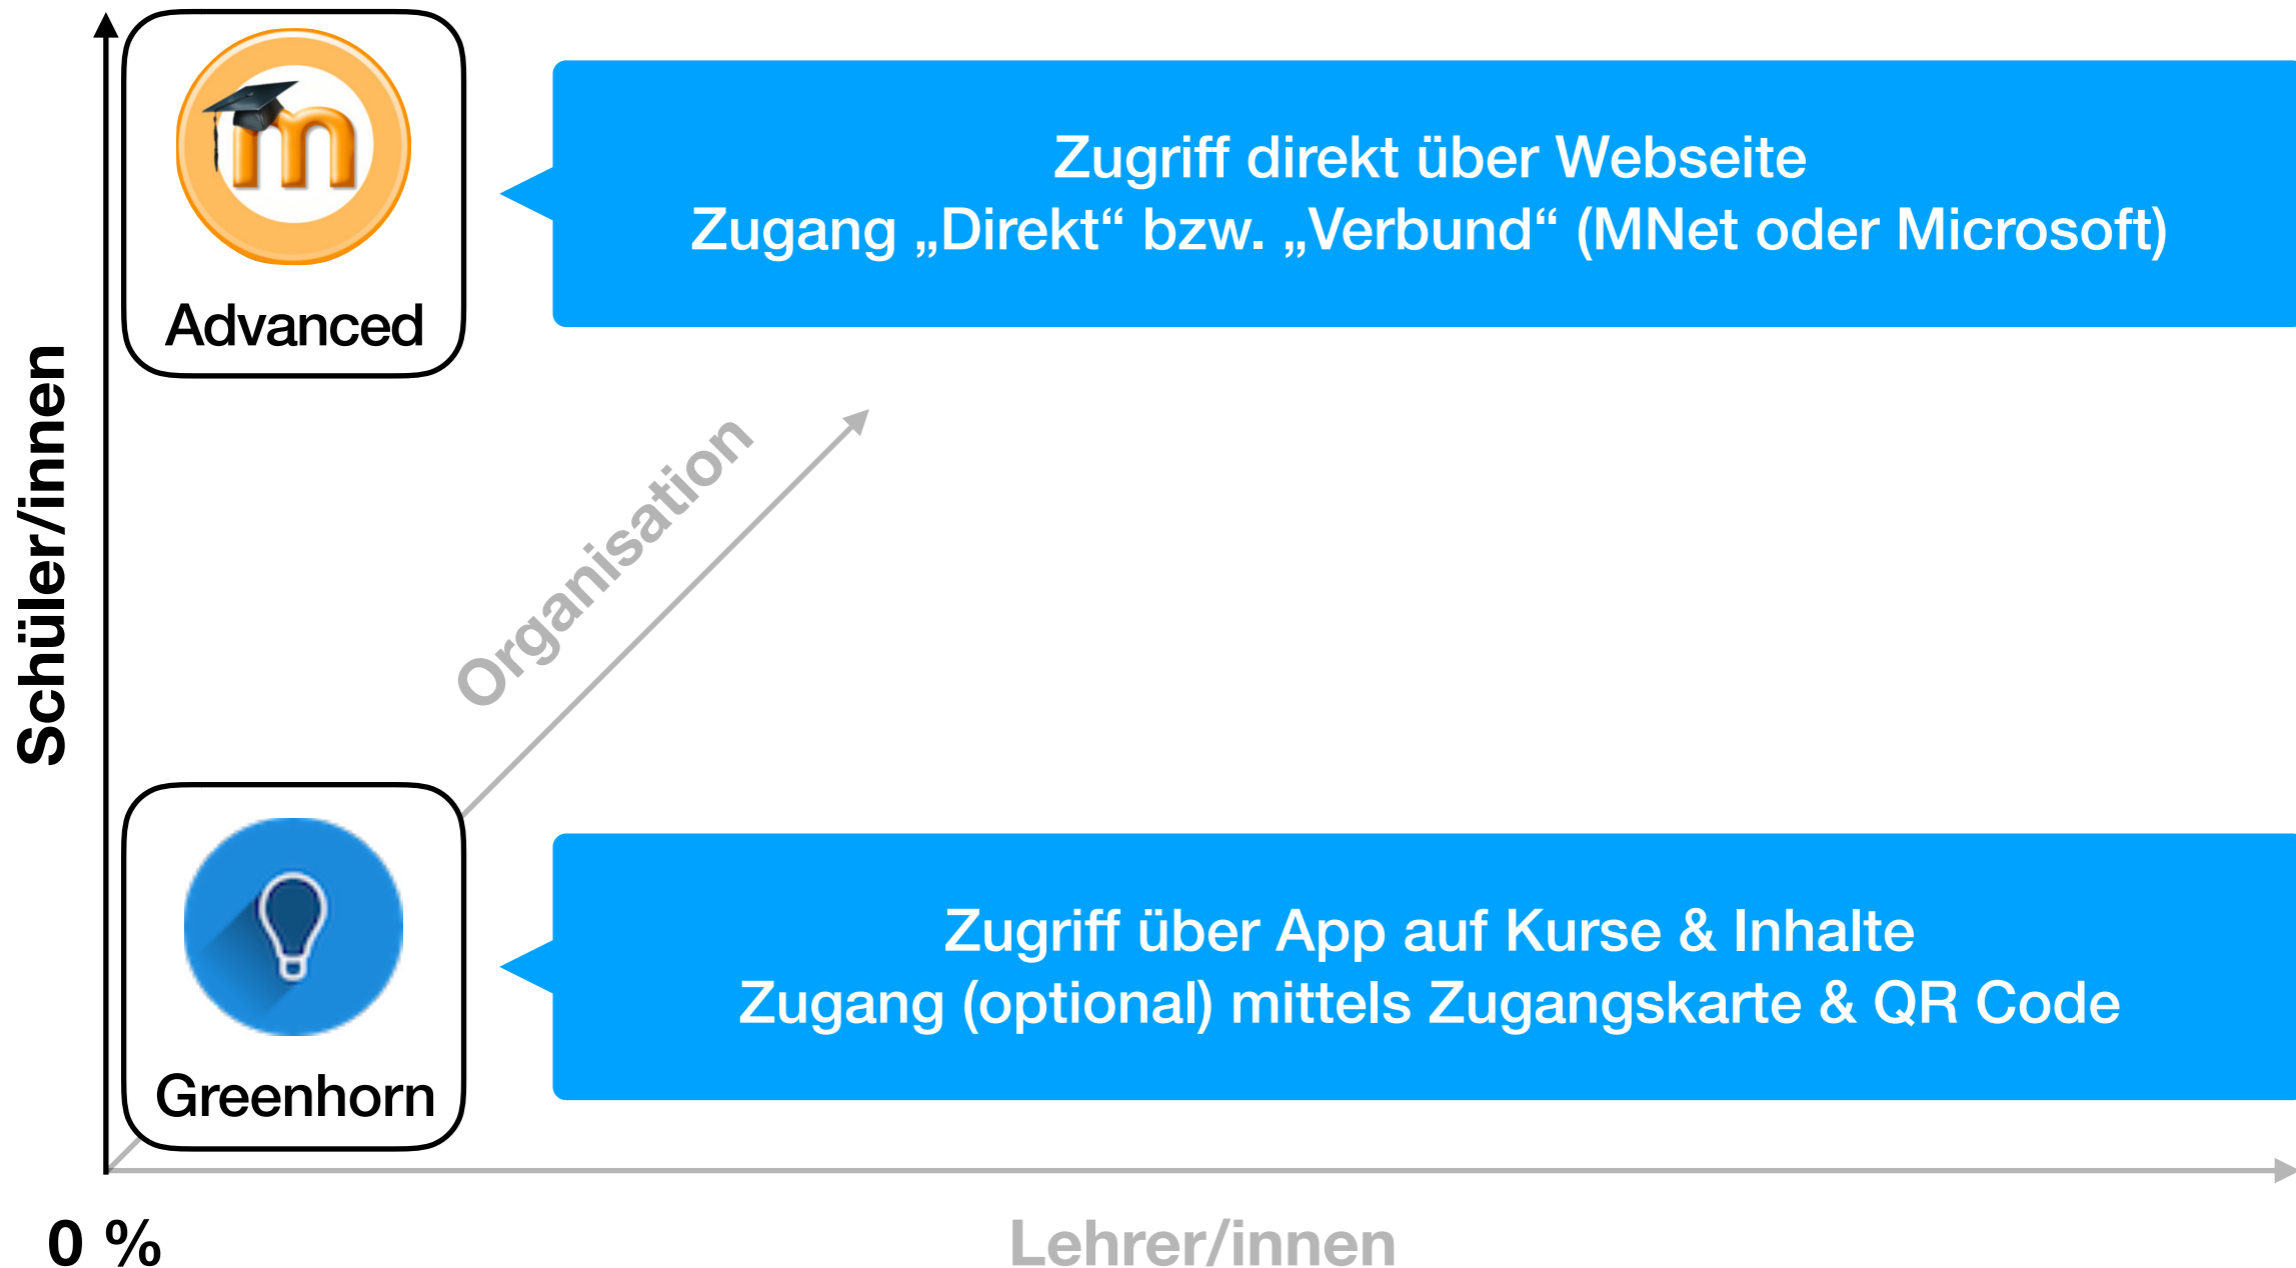 m
Advanced
Zugriff direkt über Webseite
Zugang „Direkt“ bzw. „Verbund“ (MNet oder Microsoft)
Schüler/innen
Organisation
Greenhorn
Zugriff über App auf Kurse & Inhalte
Zugang (optional) mittels Zugangskarte & QR Code
0 %
Lehrer/innen